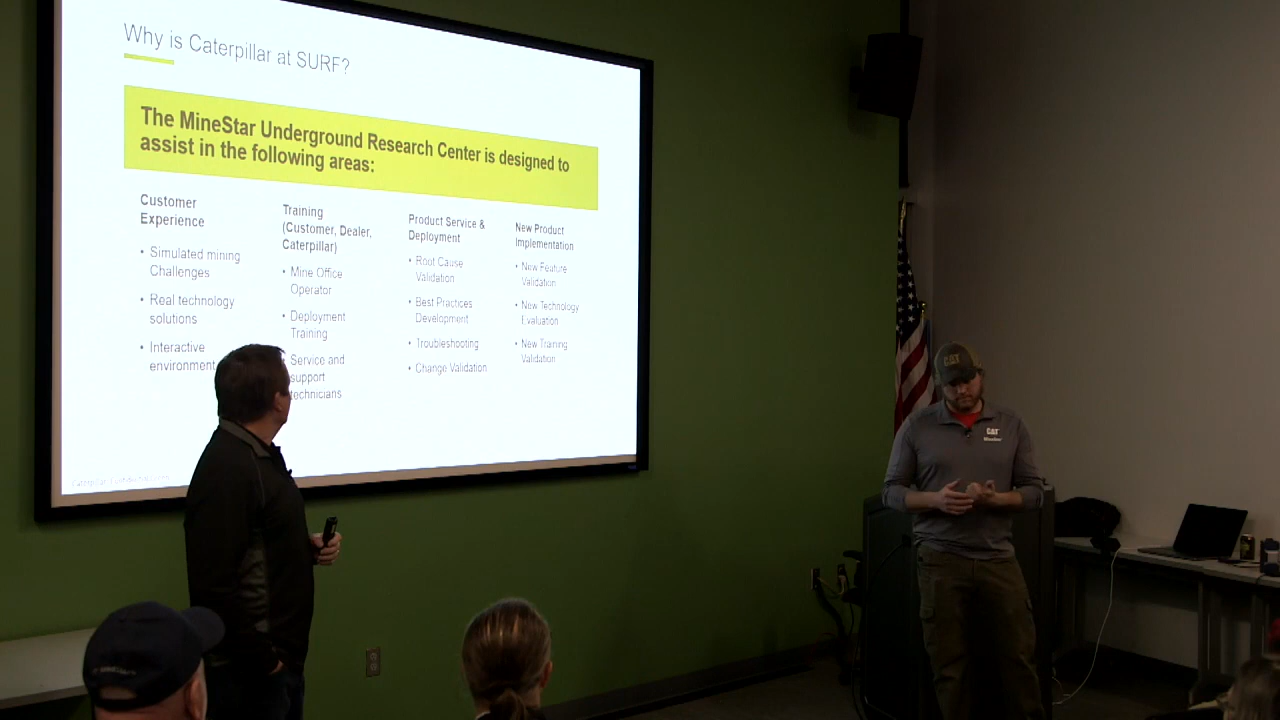 Why is Caterpillar at SURF?
The MineStar Underground Research Center is designed to
assist in the following areas:
Customer
Experience
• Simulated mining
Challenges
• Real technology
solutions
• Interactive
environment
Training
(Customer, Dealer,
Caterpillar)
• Mine Office
Operator
• Deployment
Training
• Service and
support
technicians
Product Service &
Deployment
• Root Cause
Validation
• Best Practices
Development
• Troubleshooting
• Change Validation
New Product
Implementation
• New Feature
Validation
• New Technology
Evaluation
• New Training
Validation
CAT
CAT
MineStar